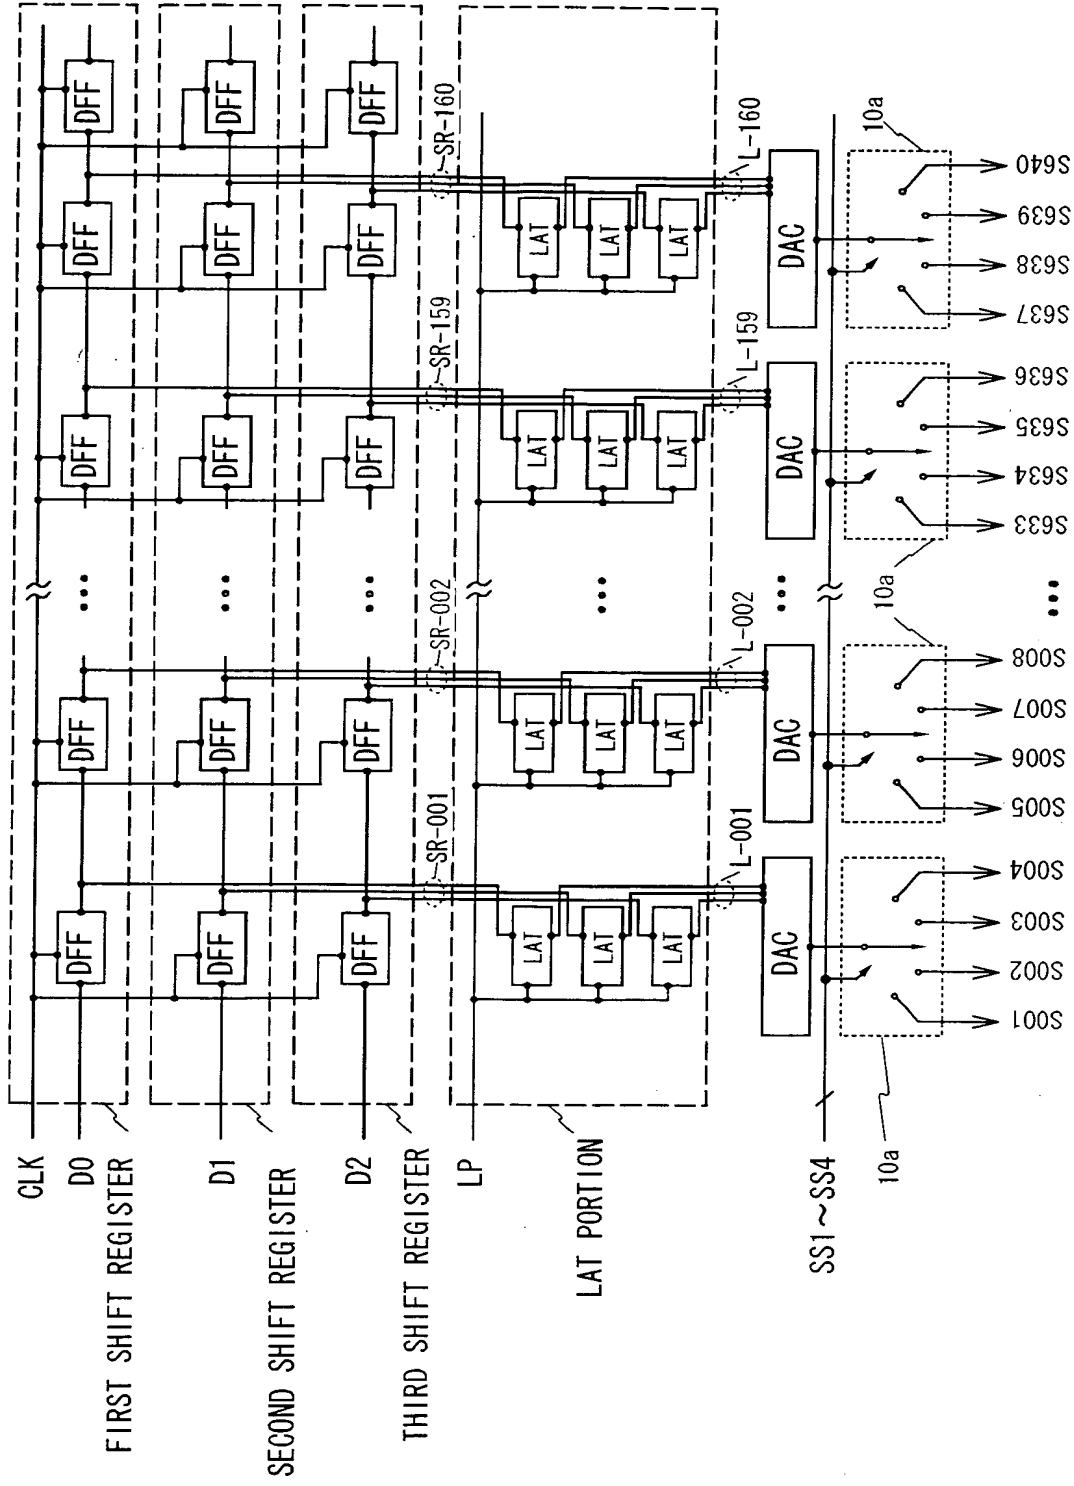 CLK
D0
FIRST SHIFT REGISTER
DFF
DFF
DFF
DFF
DFF
D1
SECOND SHIFT REGISTER
DFF
DFF
DFF
DFF
DFF
D2
THIRD SHIFT REGISTER
DFF
DFF
DFF
DFF
DFF
SR-001
SR-002
SR-159
SR-160
LP
LAT PORTION
LAT
LAT
LAT
LAT
LAT
LAT
LAT
LAT
LAT
LAT
LAT
LAT
L-001
L-002
L-159
L-160
DAC
DAC
DAC
DAC
SS1~SS4
10a
10a
10a
10a
S001
S002
S003
S004
S005
S006
S007
S008
S633
S634
S635
S636
S637
S638
S639
S640